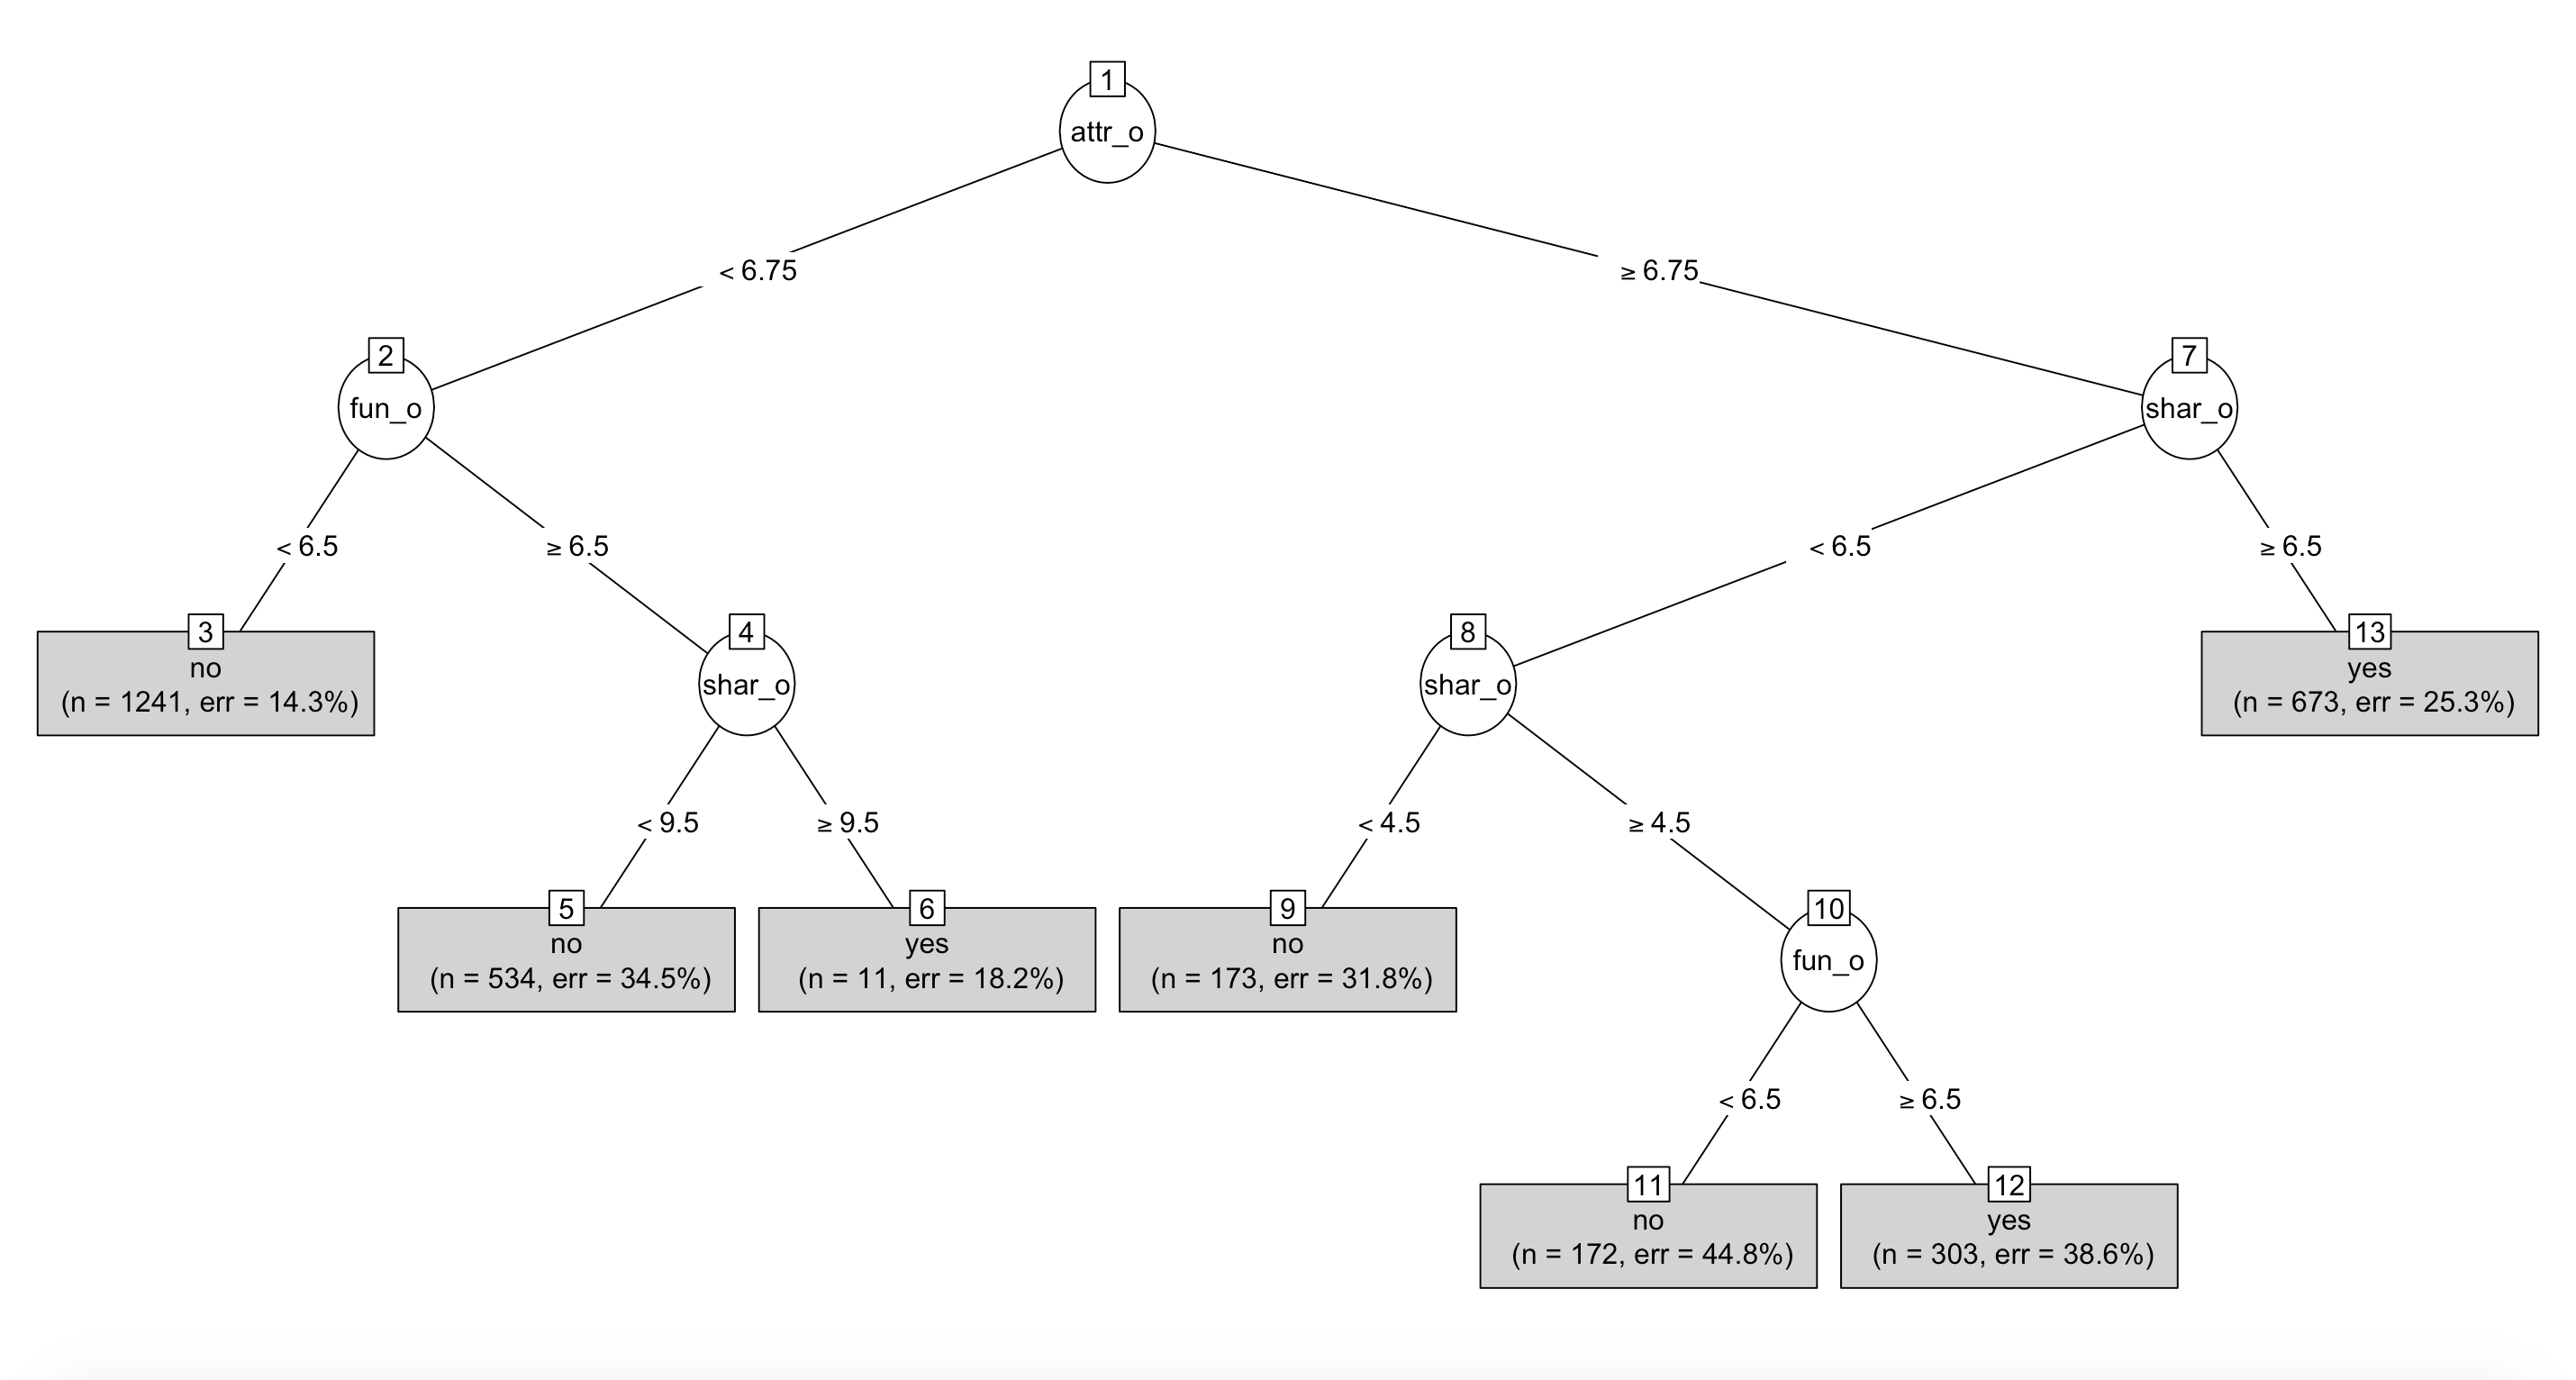 1
attr_o
< 6.75
≥ 6.75
2
fun_o
7
shar_o
< 6.5
≥ 6.5
< 6.5
≥ 6.5
3
no
(n = 1241, err = 14.3%)
4
shar_o
8
shar_o
13
yes
(n = 673, err = 25.3%)
< 9.5
≥ 9.5
< 4.5
≥ 4.5
5
no
(n = 534, err = 34.5%)
6
yes
(n = 11, err = 18.2%)
9
no
(n = 173, err = 31.8%)
10
fun_o
< 6.5
≥ 6.5
11
no
(n = 172, err = 44.8%)
12
yes
(n = 303, err = 38.6%)